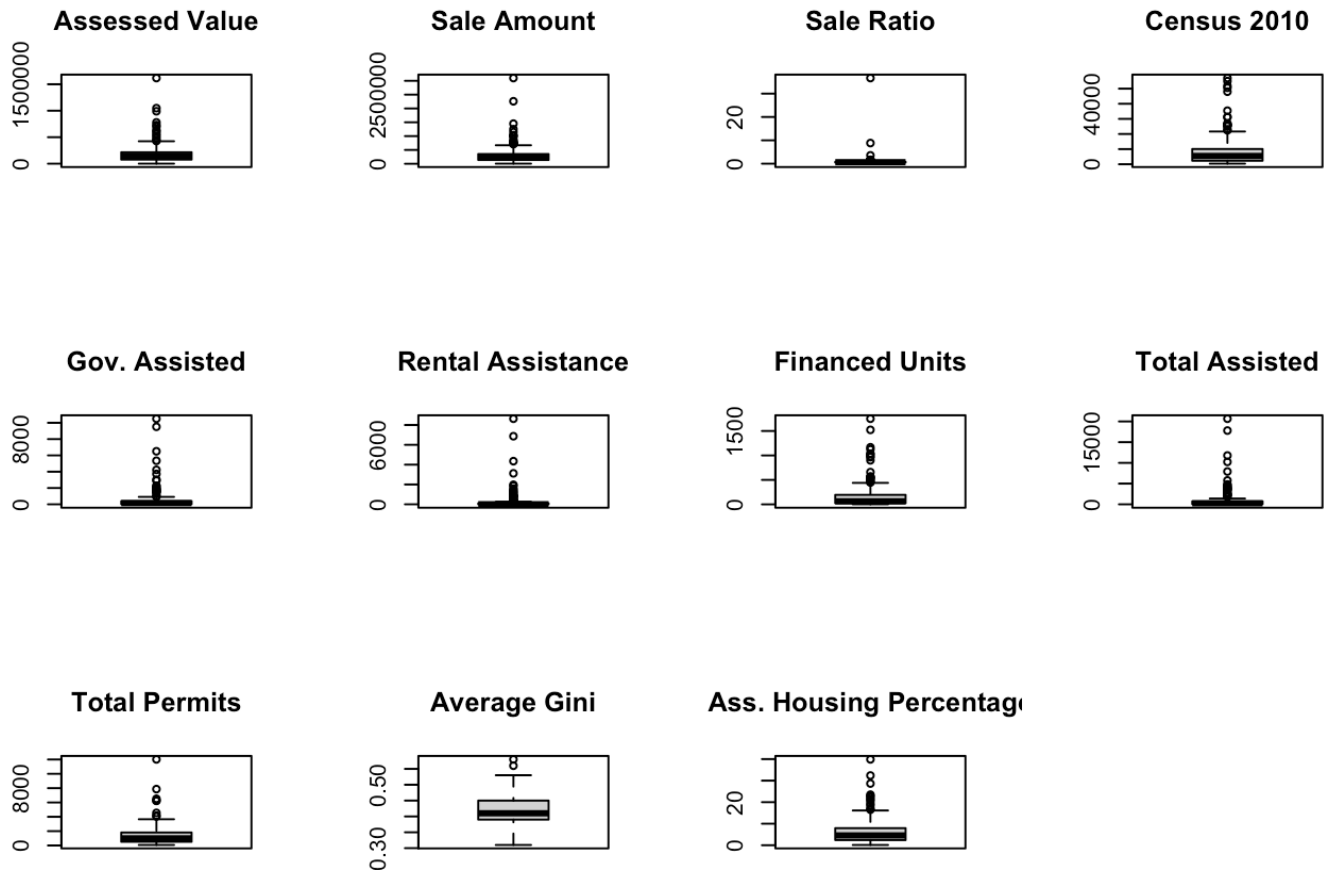 Assessed Value
0 1500000
Sale Amount
0 2500000
Sale Ratio
0 20
Census 2010
0 40000
Gov. Assisted
0 8000
Rental Assistance
0 6000
Financed Units
0 1500
Total Assisted
0 15000
Total Permits
0 8000
Average Gini
0.30 0.50
Ass. Housing Percentag
0 20